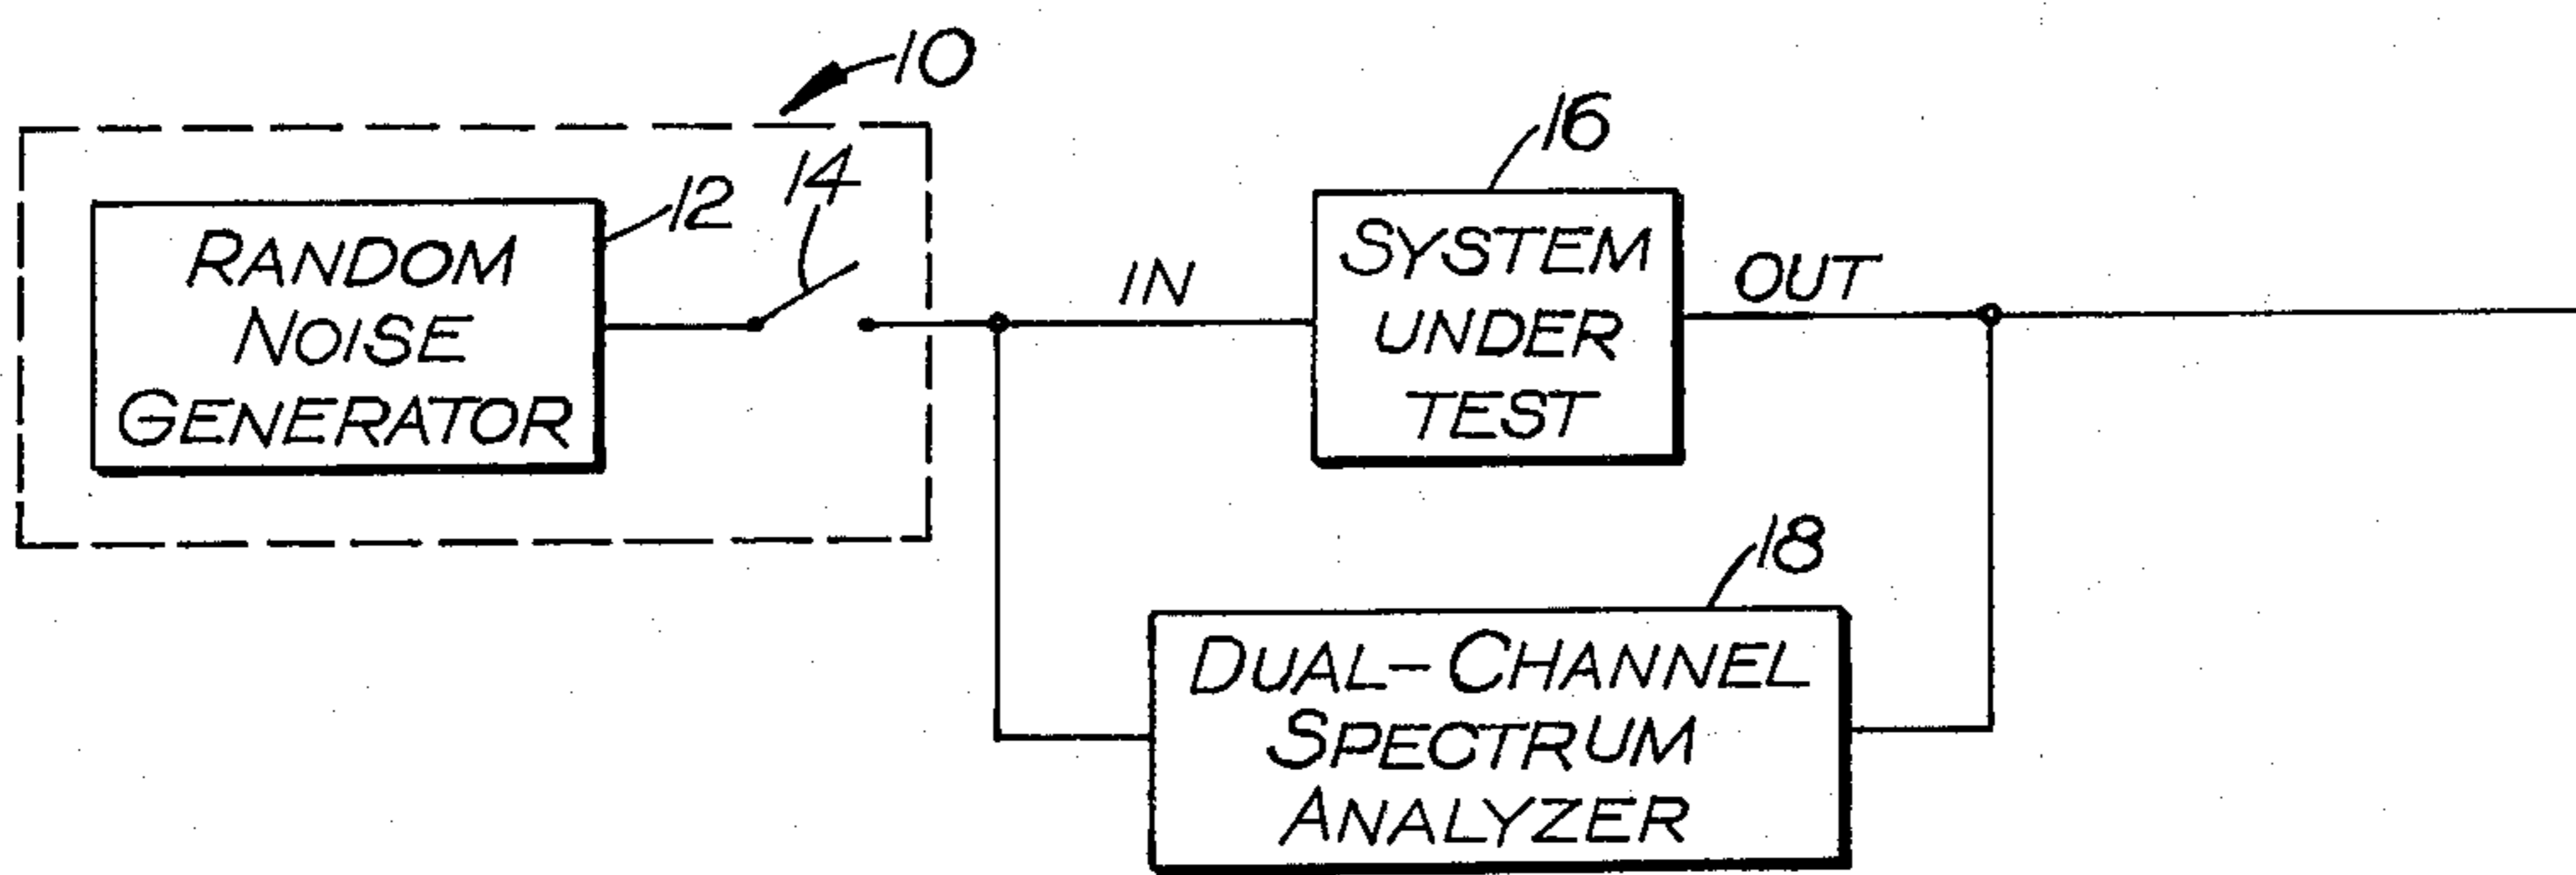 10
14
12
RANDOM
NOISE
GENERATOR
IN
16
SYSTEM
UNDER
TEST
OUT
18
DUAL-CHANNEL
SPECTRUM
ANALYZER